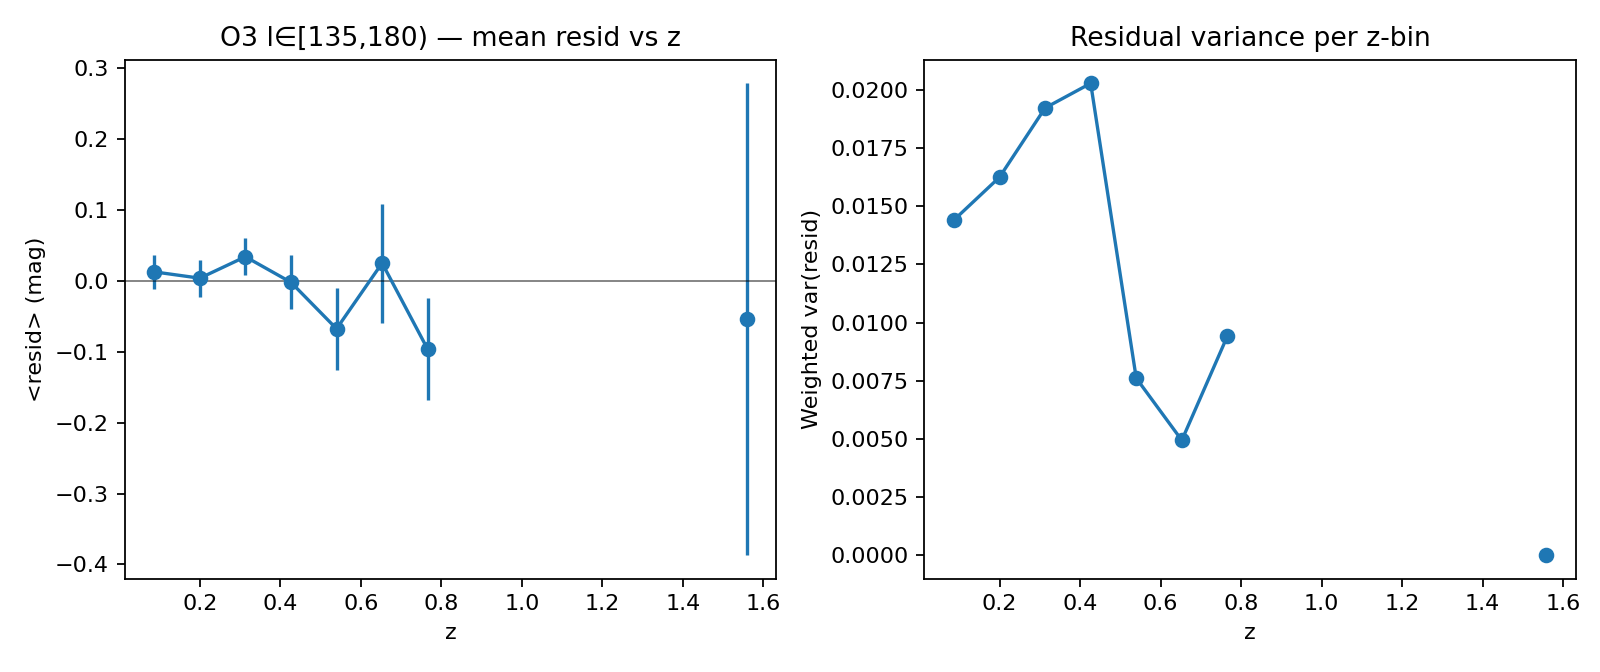 O3 l∈[135,180) — mean resid vs z
<resid> (mag)
0.3
0.2
0.1
0.0
−0.1
−0.2
−0.3
−0.4
0.2 0.4 0.6 0.8 1.0 1.2 1.4 1.6
z
Residual variance per z-bin
Weighted var(resid)
0.0200
0.0175
0.0150
0.0125
0.0100
0.0075
0.0050
0.0025
0.0000
0.2 0.4 0.6 0.8 1.0 1.2 1.4 1.6
z